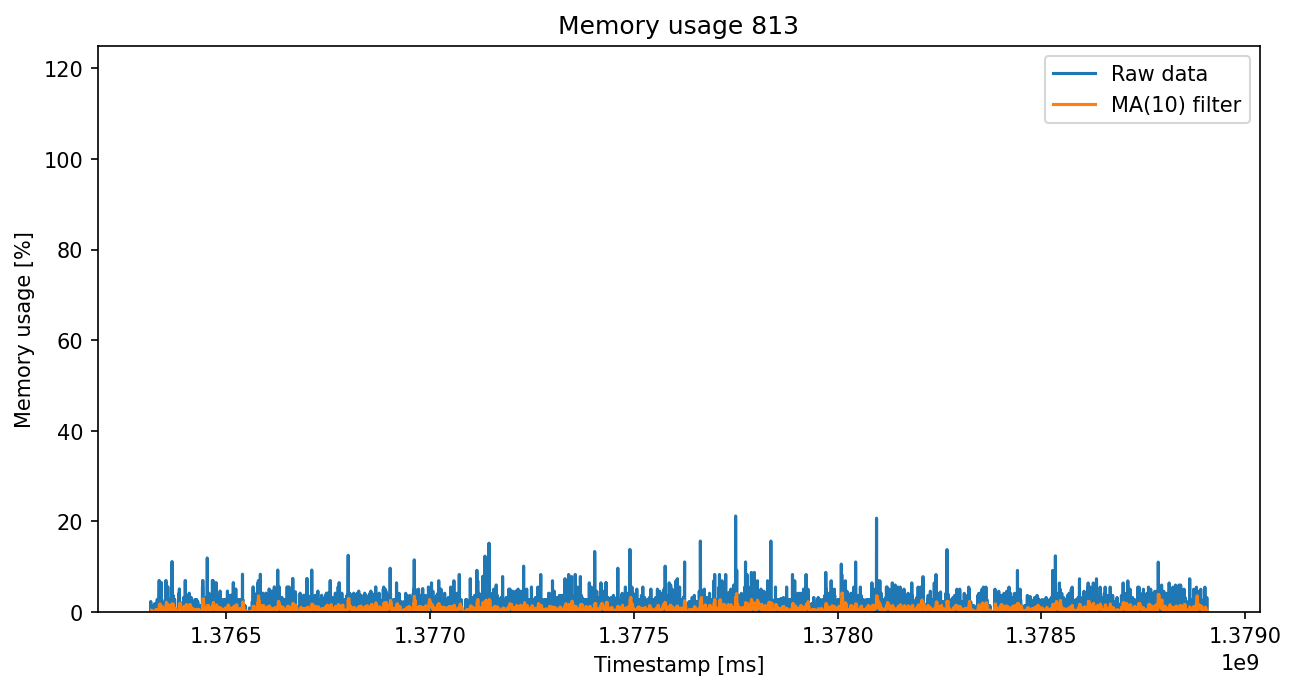 Memory usage 813
Raw data
MA(10) filter
Memory usage [%]
120
100
80
60
40
20
0
1.3765 1.3770 1.3775 1.3780 1.3785 1.3790
1e9
Timestamp [ms]